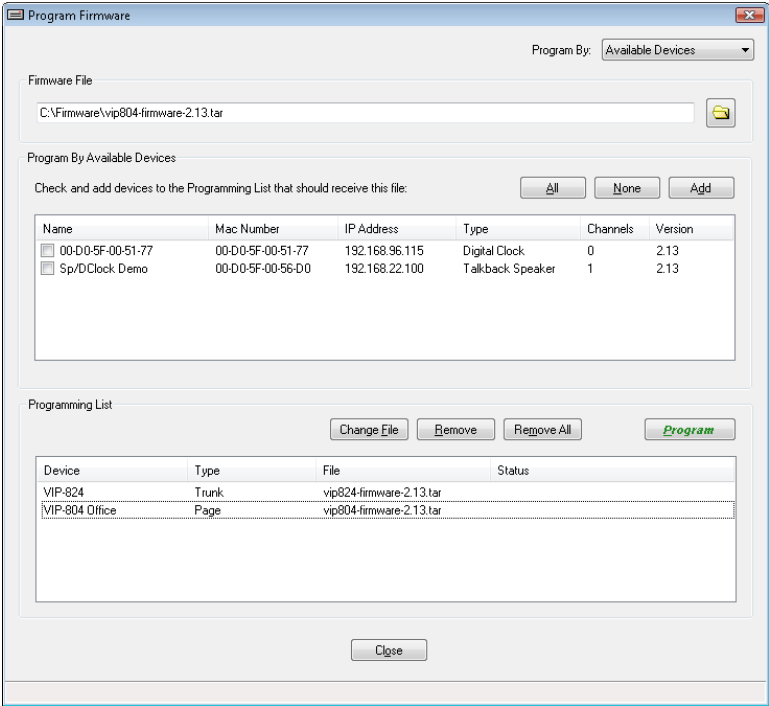 Program Firmware
Program By: Available Devices
Firmware File
C:\Firmware\vip804-firmware-2.13.tar
Program By Available Devices
Check and add devices to the Programming List that should receive this file: All None Add
Name Mac Number IP Address Type Channels Version
00-D0-5F-00-51-77 00-D0-5F-00-51-77 192.168.96.115 Digital Clock 0 2.13
Sp/DClock Demo 00-D0-5F-00-56-D0 192.168.22.100 Talkback Speaker 1 2.13
Programming List
Change File Remove Remove All Program
Device Type File Status
VIP-824 Trunk vip824-firmware-2.13.tar
VIP-804 Office Page vip804-firmware-2.13.tar
Close